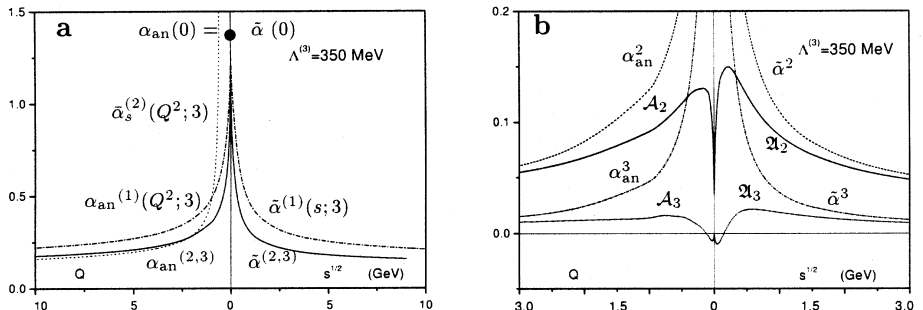 a
α_an(0) = α̃ (0)
Λ^(3)=350 MeV
ᾱ_s^(2)(Q²; 3)
α_an^(1)(Q²; 3)
α̃^(1)(s; 3)
α_an^(2,3)
α̃^(2,3)
Q
s^1/2 (GeV)
1.5
1.0
0.5
0.0
10 5 0 5 10
b
Λ^(3)=350 MeV
α²_an
α̃²
𝒜₂
𝔄₂
α³_an
α̃³
𝒜₃
𝔄₃
Q
s^1/2 (GeV)
0.2
0.1
0.0
3.0 1.5 0 1.5 3.0